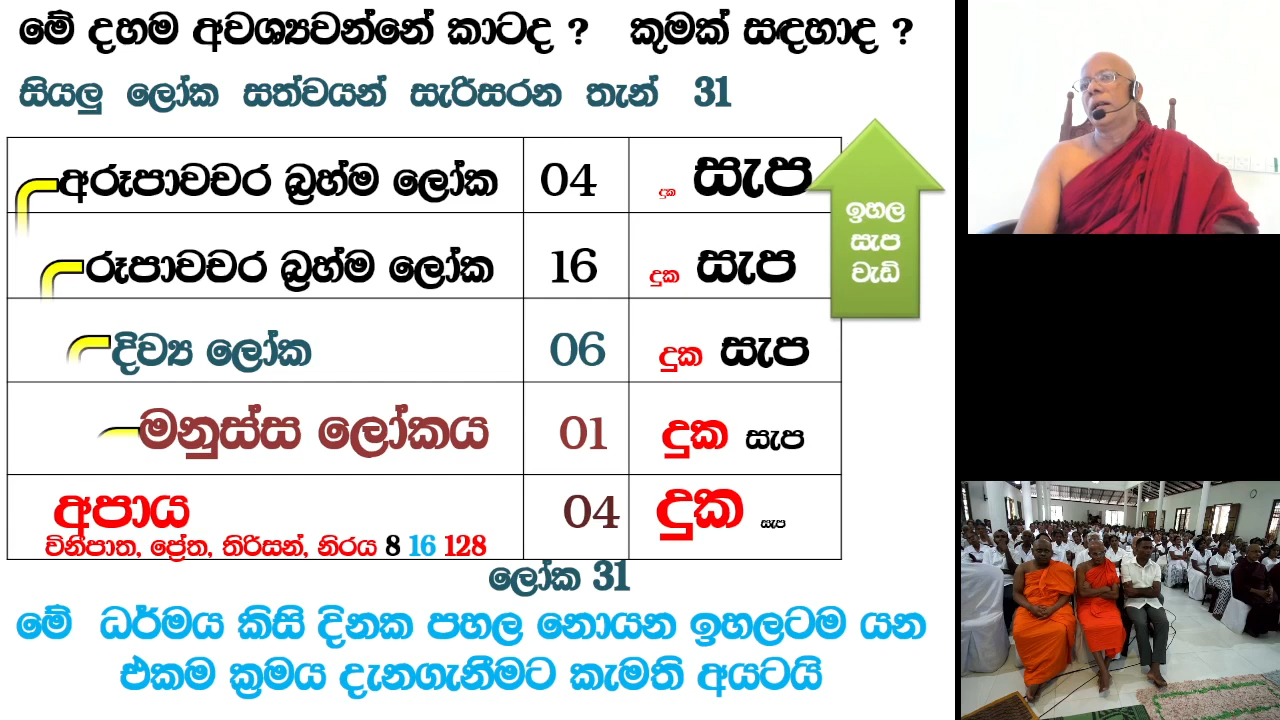 මේ දහම අවශ්‍යවන්නේ කාටද ? කුමක් සඳහාද ?
සියලු ලෝක සත්වයන් සැරිසරන තැන් 31
අරූපාවචර බ්‍රහ්ම ලෝක 04 දුක සැප
රූපාවචර බ්‍රහ්ම ලෝක 16 දුක සැප
ඉහල
සැප
වැඩි
දිව්‍ය ලෝක 06 දුක සැප
මනුස්ස ලෝකය 01 දුක සැප
අපාය 04 දුක සැප
විනිපාත, ප්‍රේත, තිරිසන්, නිරය 8 16 128
ලෝක 31
මේ ධර්මය කිසි දිනක පහල නොයන ඉහලටම යන
එකම ක්‍රමය දැනගැනීමට කැමති අයටයි